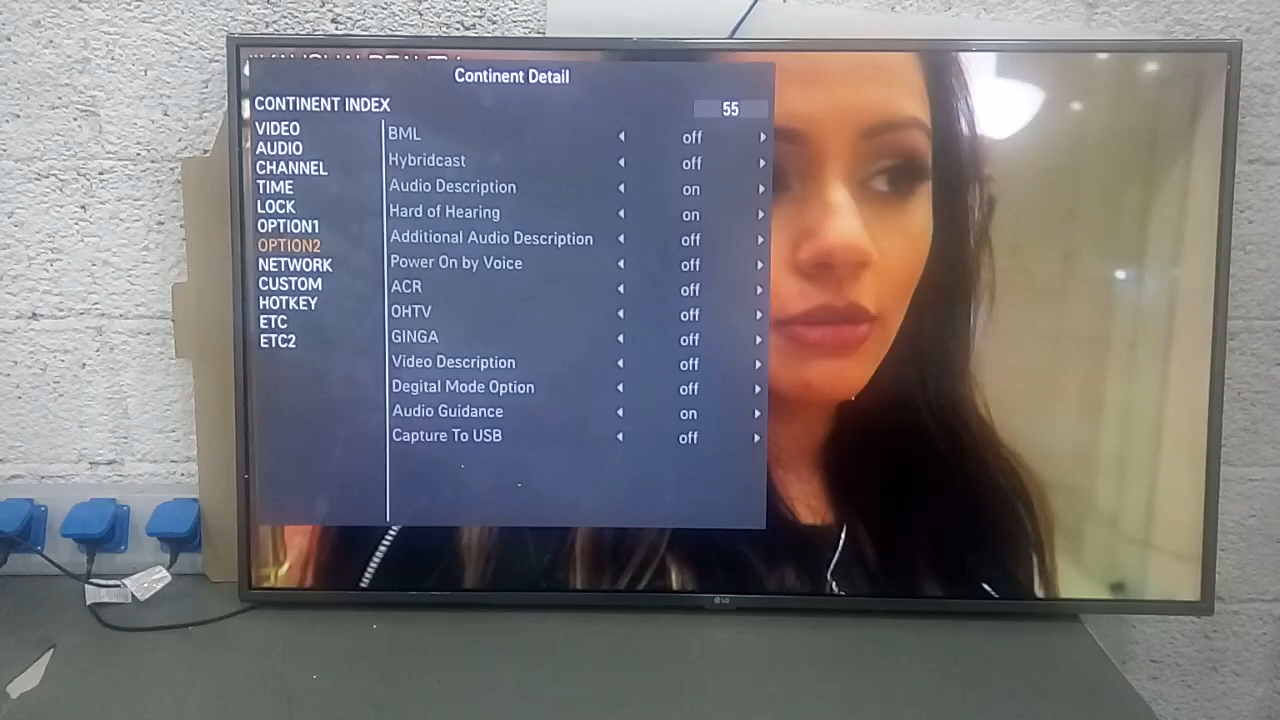 Continent Detail
CONTINENT INDEX 55
VIDEO
AUDIO
CHANNEL
TIME
LOCK
OPTION1
OPTION2
NETWORK
CUSTOM
HOTKEY
ETC
ETC2
BML off
Hybridcast off
Audio Description on
Hard of Hearing on
Additional Audio Description off
Power On by Voice off
ACR off
OHTV off
GINGA off
Video Description off
Degital Mode Option off
Audio Guidance on
Capture To USB off
LG